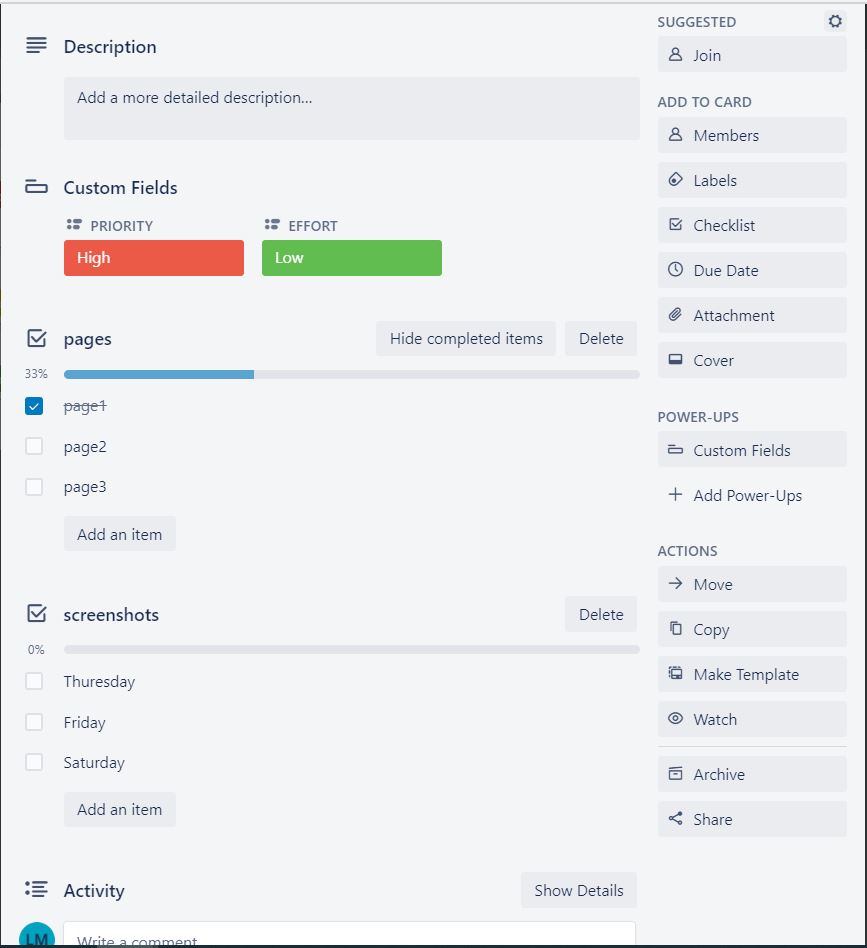 Description
Add a more detailed description...
Custom Fields
PRIORITY EFFORT
High Low
pages Hide completed items Delete
33%
page1
page2
page3
Add an item
screenshots Delete
0%
Thuresday
Friday
Saturday
Add an item
Activity Show Details
LM Write a comment
SUGGESTED
Join
ADD TO CARD
Members
Labels
Checklist
Due Date
Attachment
Cover
POWER-UPS
Custom Fields
Add Power-Ups
ACTIONS
Move
Copy
Make Template
Watch
Archive
Share